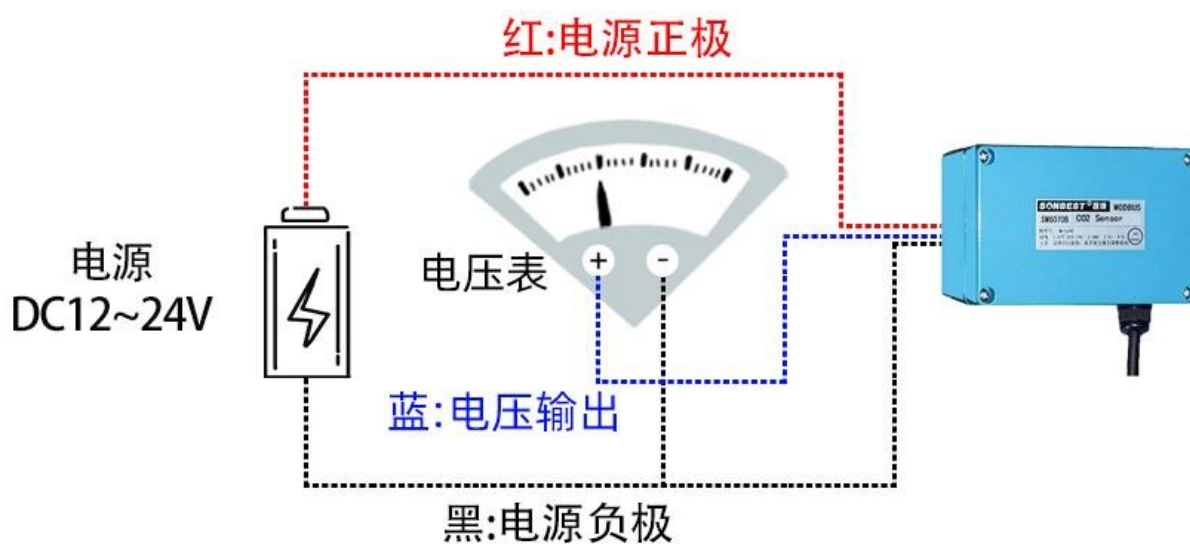 红:电源正极
SONBEST MODBUS
CO2 Sensor
电压表
电源
DC12~24V
蓝:电压输出
黑:电源负极